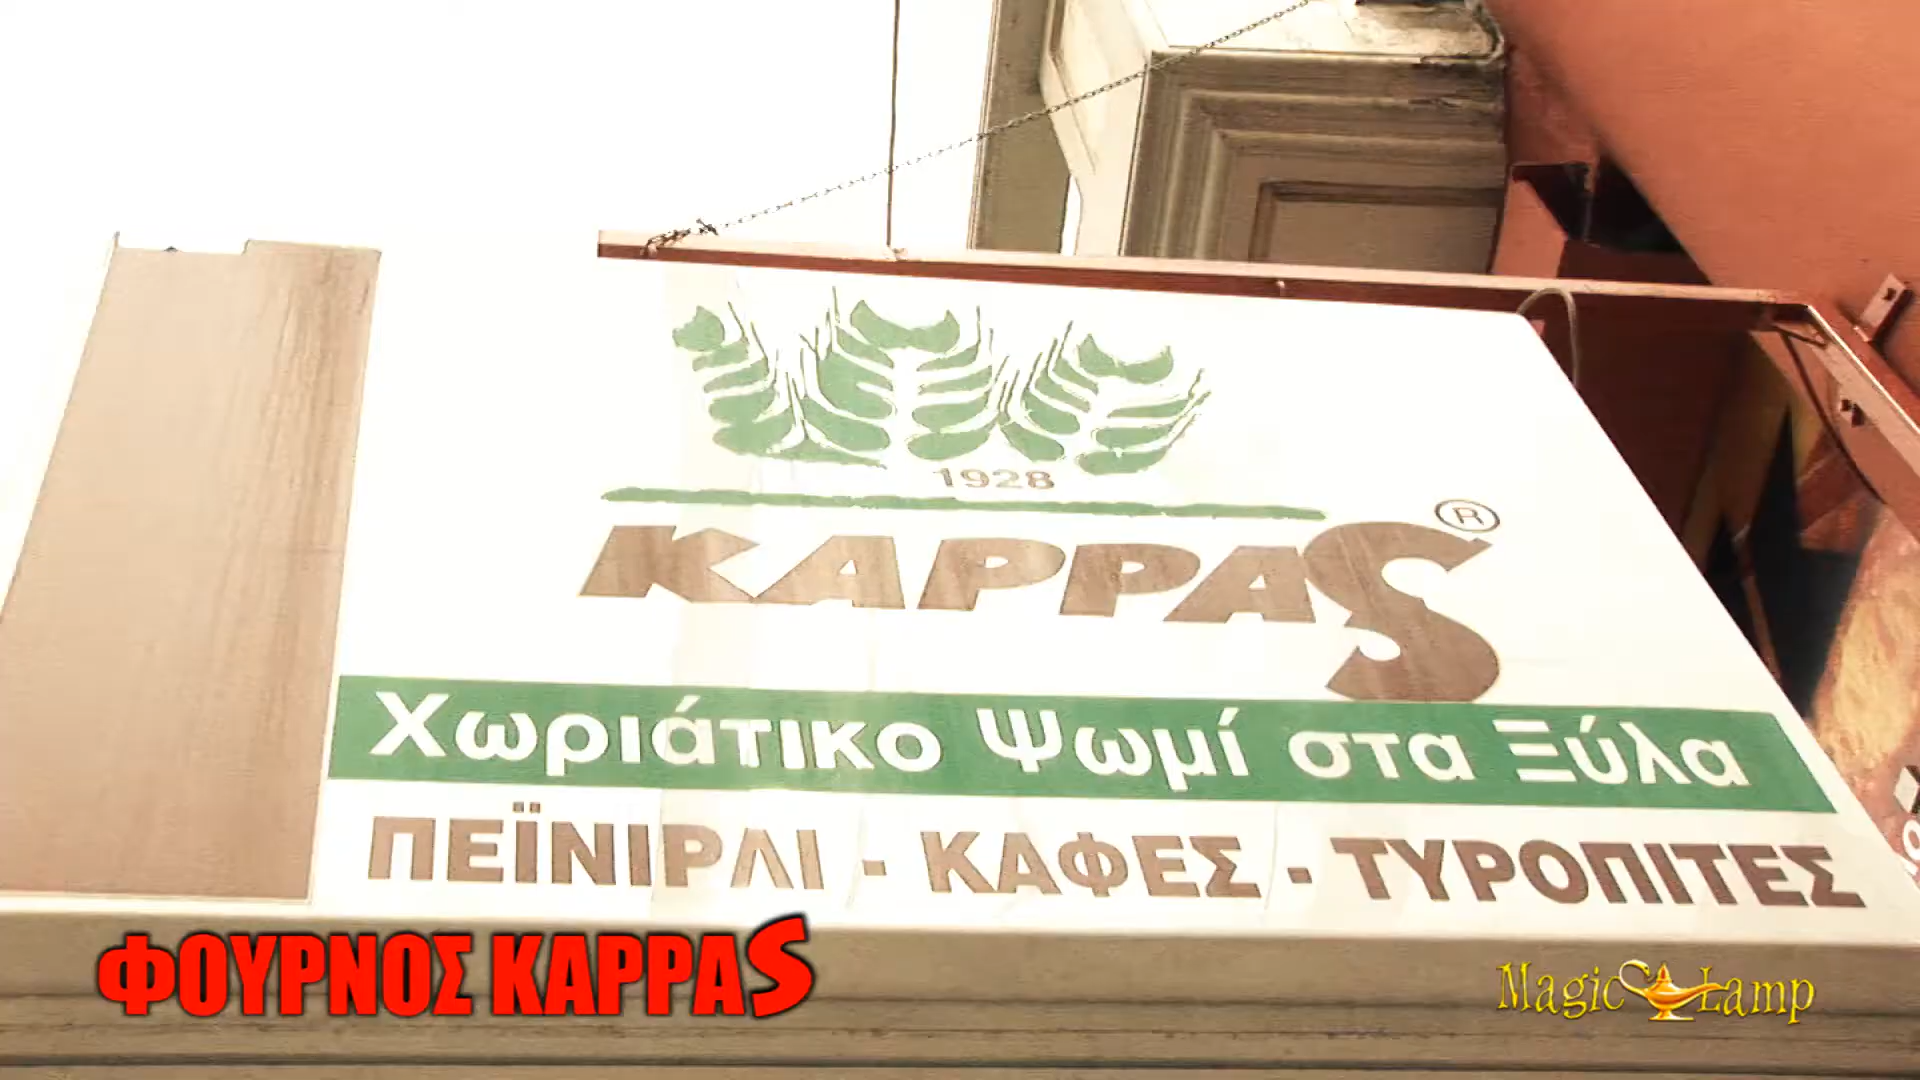 1928
KAPPAS®
Χωριάτικο Ψωμί στα Ξύλα
ΠΕΪΝΙΡΛΙ - ΚΑΦΕΣ - ΤΥΡΟΠΙΤΕΣ
ΦΟΥΡΝΟΣ KAPPAS
Magic Lamp